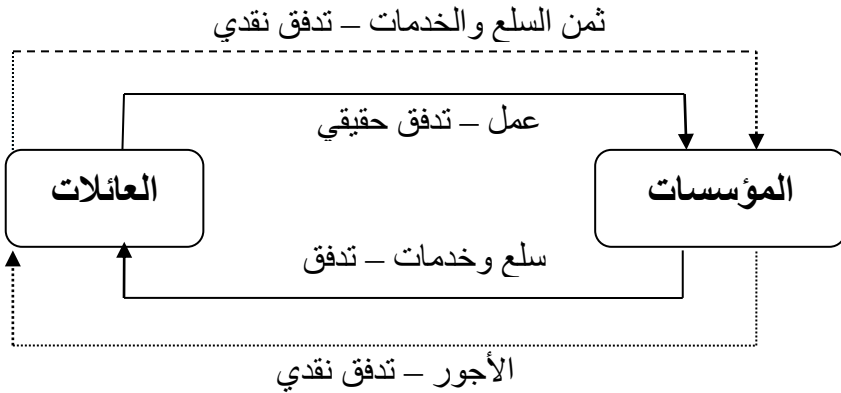 ثمن السلع والخدمات – تدفق نقدي
عمل – تدفق حقيقي
المؤسسات
العائلات
سلع وخدمات – تدفق
الأجور – تدفق نقدي